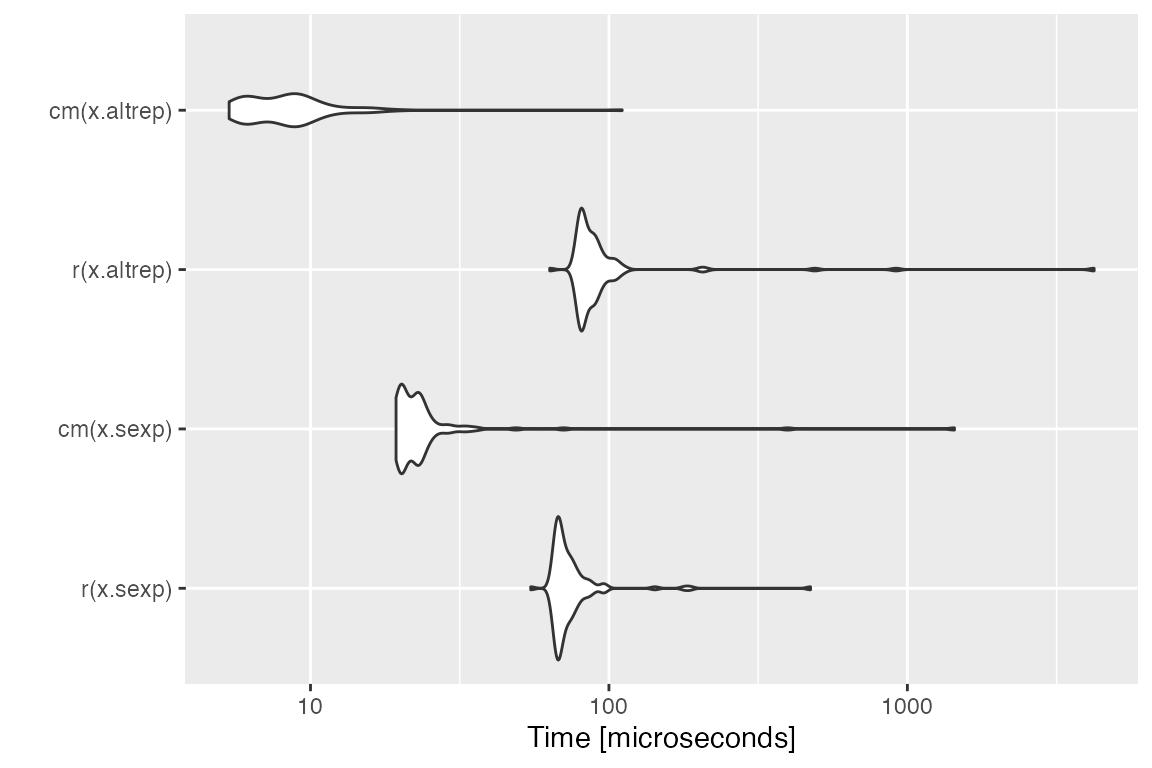 cm(x.altrep)
r(x.altrep)
cm(x.sexp)
r(x.sexp)
10 100 1000
Time [microseconds]